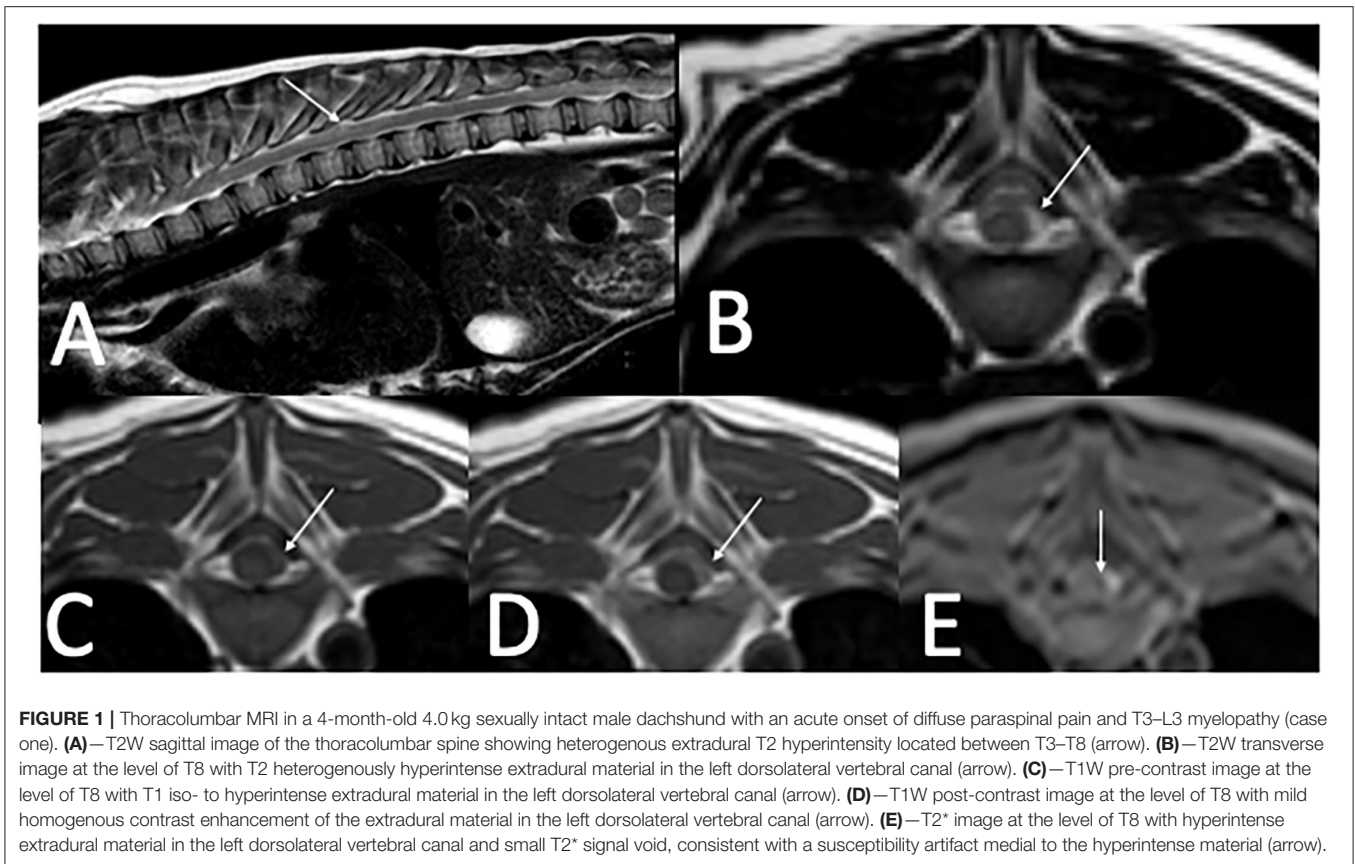 A
B
C
D
E
FIGURE 1 | Thoracolumbar MRI in a 4-month-old 4.0 kg sexually intact male dachshund with an acute onset of diffuse paraspinal pain and T3–L3 myelopathy (case
one). (A)—T2W sagittal image of the thoracolumbar spine showing heterogenous extradural T2 hyperintensity located between T3–T8 (arrow). (B)—T2W transverse
image at the level of T8 with T2 heterogenously hyperintense extradural material in the left dorsolateral vertebral canal (arrow). (C)—T1W pre-contrast image at the
level of T8 with T1 iso- to hyperintense extradural material in the left dorsolateral vertebral canal (arrow). (D)—T1W post-contrast image at the level of T8 with mild
homogenous contrast enhancement of the extradural material in the left dorsolateral vertebral canal (arrow). (E)—T2* image at the level of T8 with hyperintense
extradural material in the left dorsolateral vertebral canal and small T2* signal void, consistent with a susceptibility artifact medial to the hyperintense material (arrow).